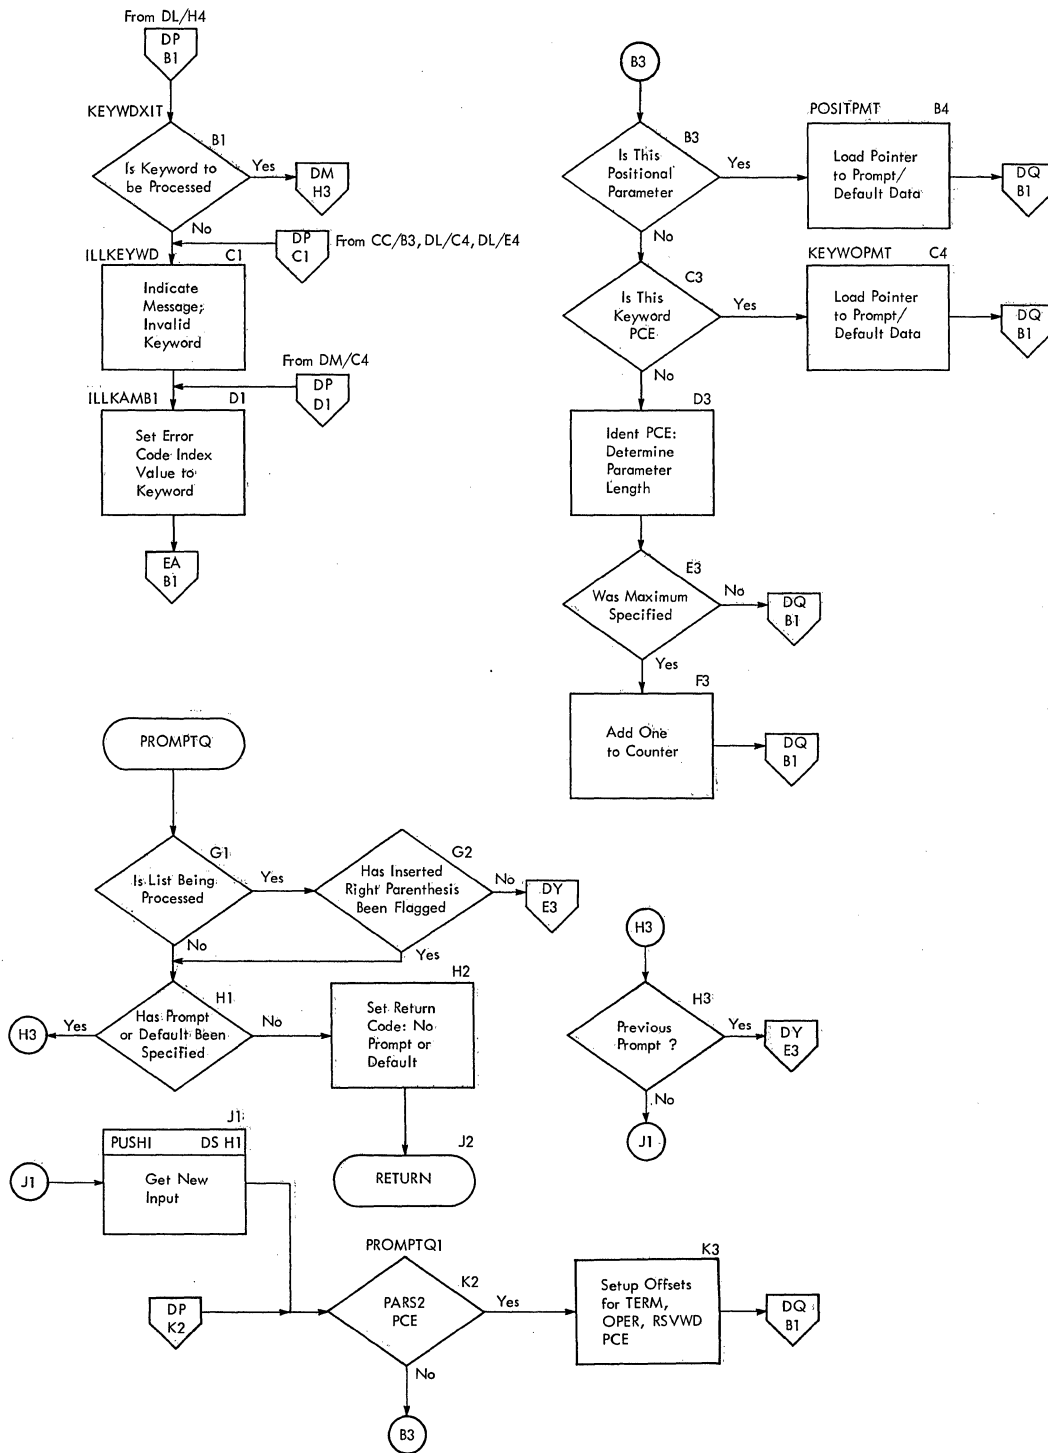 From DL/H4
DP
B1
KEYWDXIT
B1
Is Keyword to
be Processed
Yes
DM
H3
No
DP
C1
From CC/B3, DL/C4, DL/E4
ILLKEYWD
C1
Indicate
Message;
Invalid
Keyword
From DM/C4
DP
D1
ILLKAMB1
D1
Set Error
Code Index
Value to
Keyword
EA
B1
B3
B3
Is This
Positional
Parameter
Yes
POSITPMT
B4
Load Pointer
to Prompt/
Default Data
DQ
B1
No
C3
Is This
Keyword
PCE
Yes
KEYWOPMT
C4
Load Pointer
to Prompt/
Default Data
DQ
B1
No
D3
Ident PCE:
Determine
Parameter
Length
E3
Was Maximum
Specified
No
DQ
B1
Yes
F3
Add One
to Counter
DQ
B1
PROMPTQ
G1
Is List Being
Processed
Yes
G2
Has Inserted
Right Parenthesis
Been Flagged
No
DY
E3
No
Yes
H1
Has Prompt
or Default Been
Specified
Yes
H3
No
H2
Set Return
Code: No
Prompt or
Default
J2
RETURN
H3
H3
Previous
Prompt ?
Yes
DY
E3
No
J1
J1
J1
PUSHI DS H1
Get New
Input
DP
K2
PROMPTQ1
K2
PARS2
PCE
Yes
K3
Setup Offsets
for TERM,
OPER, RSVWD
PCE
DQ
B1
No
B3